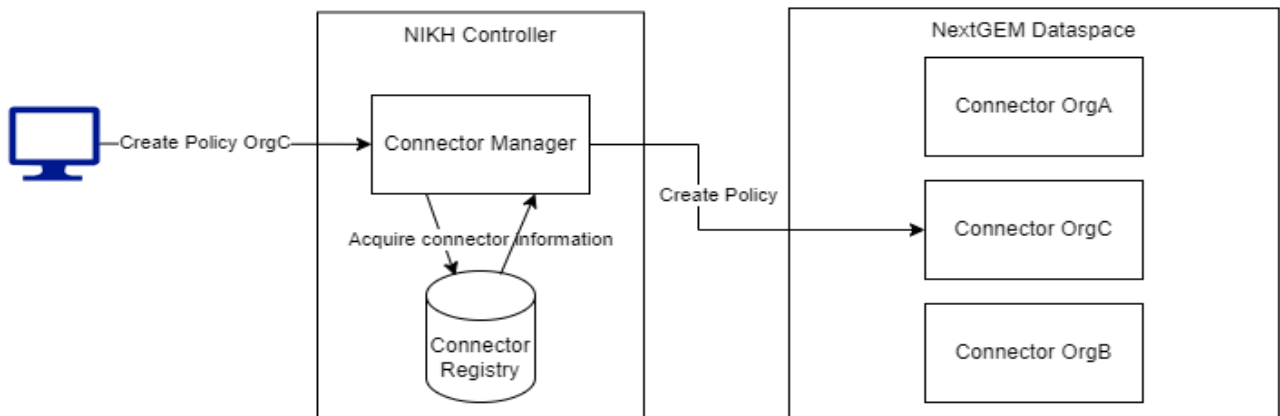 NIKH Controller
NextGEM Dataspace
Connector OrgA
Create Policy OrgC
Connector Manager
Create Policy
Acquire connector information
Connector OrgC
Connector
Registry
Connector OrgB